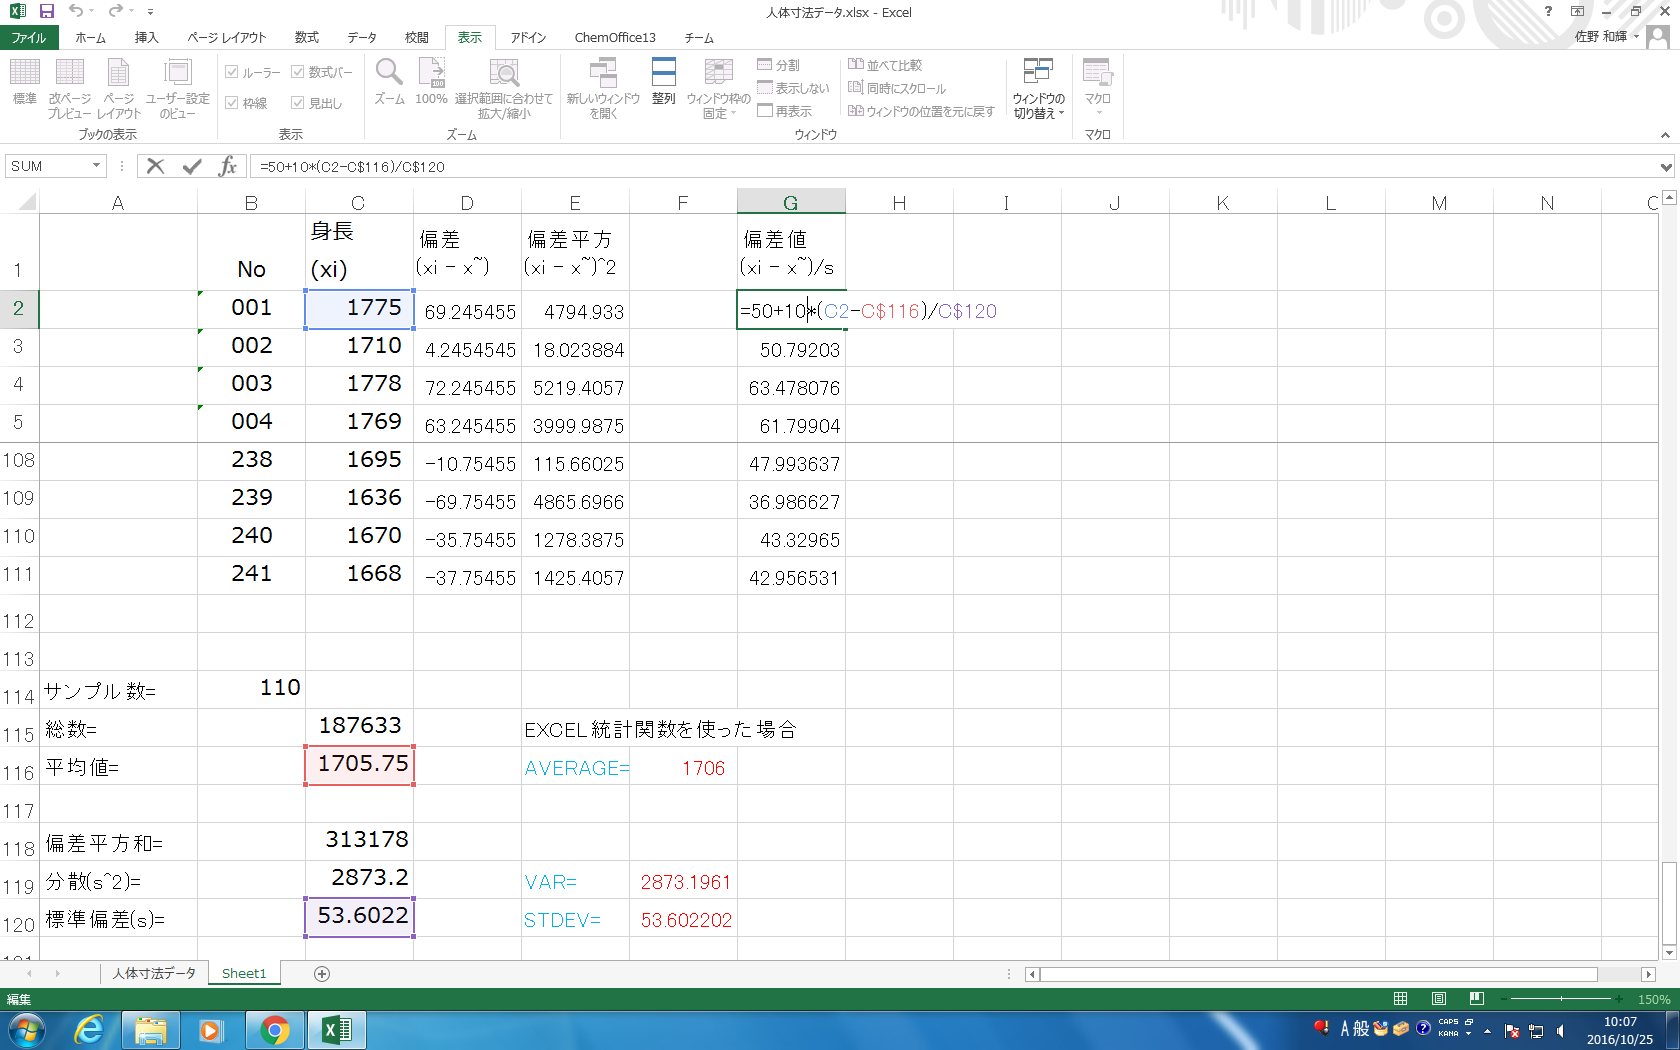 人体寸法データ.xlsx - Excel
ファイル ホーム 挿入 ページ レイアウト 数式 データ 校閲 表示 アドイン ChemOffice13 チーム 佐野 和輝
標準 改ページ プレビュー ページ レイアウト ユーザー設定 のビュー
ブックの表示
ルーラー 数式バー
枠線 見出し
表示
ズーム 100% 選択範囲に合わせて 拡大/縮小
ズーム
新しいウィンドウ を開く 整列 ウィンドウ枠の 固定
分割 並べて比較
表示しない 同時にスクロール
再表示 ウィンドウの位置を元に戻す
ウィンドウの 切り替え
ウィンドウ
マクロ
マクロ
SUM fx =50+10*(C2-C$116)/C$120
A B C D E F G H I J K L M N
1 No 身長 (xi) 偏差 (xi - x~) 偏差平方 (xi - x~)^2 偏差値 (xi - x~)/s
2 001 1775 69.245455 4794.933 =50+10*(C2-C$116)/C$120
3 002 1710 4.2454545 18.023884 50.79203
4 003 1778 72.245455 5219.4057 63.478076
5 004 1769 63.245455 3999.9875 61.79904
108 238 1695 -10.75455 115.66025 47.993637
109 239 1636 -69.75455 4865.6966 36.986627
110 240 1670 -35.75455 1278.3875 43.32965
111 241 1668 -37.75455 1425.4057 42.956531
112
113
114 サンプル数= 110
115 総数= 187633 EXCEL統計関数を使った場合
116 平均値= 1705.75 AVERAGE= 1706
117
118 偏差平方和= 313178
119 分散(s^2)= 2873.2 VAR= 2873.1961
120 標準偏差(s)= 53.6022 STDEV= 53.602202
人体寸法データ Sheet1
編集 150%
A 般 CAPS KANA 10:07
2016/10/25